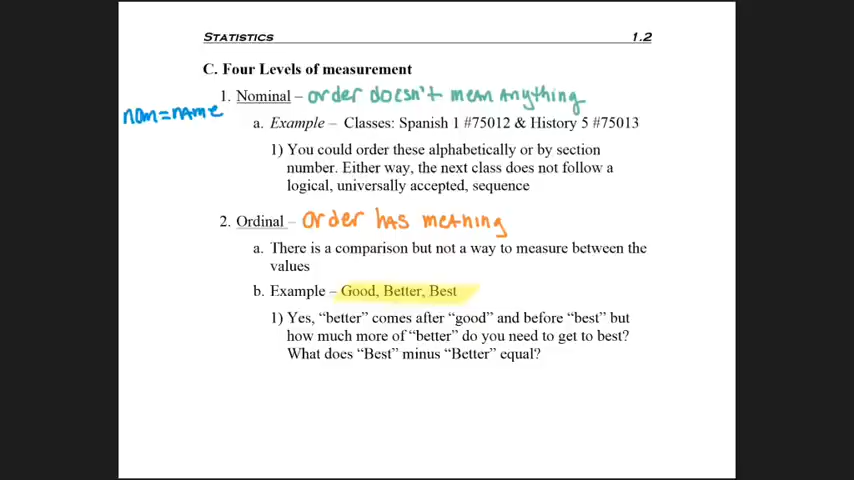 STATISTICS 1.2
C. Four Levels of measurement
1. Nominal – order doesn't mean anything
nom=name
a. Example – Classes: Spanish 1 #75012 & History 5 #75013
1) You could order these alphabetically or by section
number. Either way, the next class does not follow a
logical, universally accepted, sequence
2. Ordinal – order has meaning
a. There is a comparison but not a way to measure between the
values
b. Example – Good, Better, Best
1) Yes, “better” comes after “good” and before “best” but
how much more of “better” do you need to get to best?
What does “Best” minus “Better” equal?